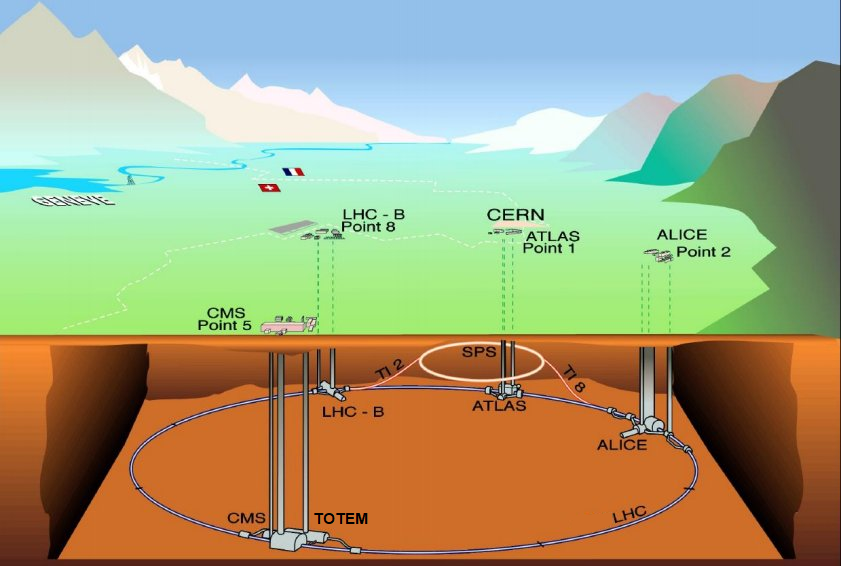 GENEVE
LHC - B
Point 8
CERN
ATLAS
Point 1
ALICE
Point 2
CMS
Point 5
SPS
TI 2
TI 8
LHC - B
ATLAS
ALICE
CMS
TOTEM
LHC